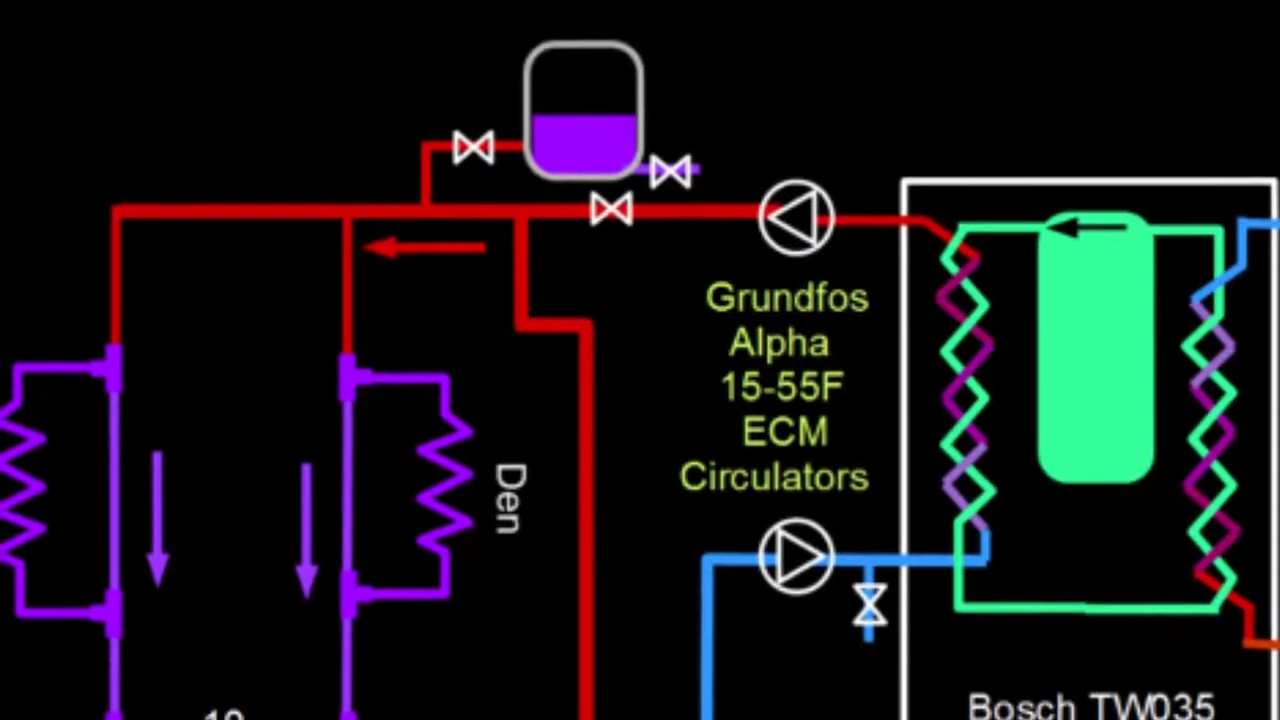 Grundfos
Alpha
15-55F
ECM
Circulators
Den
Bosch TW035